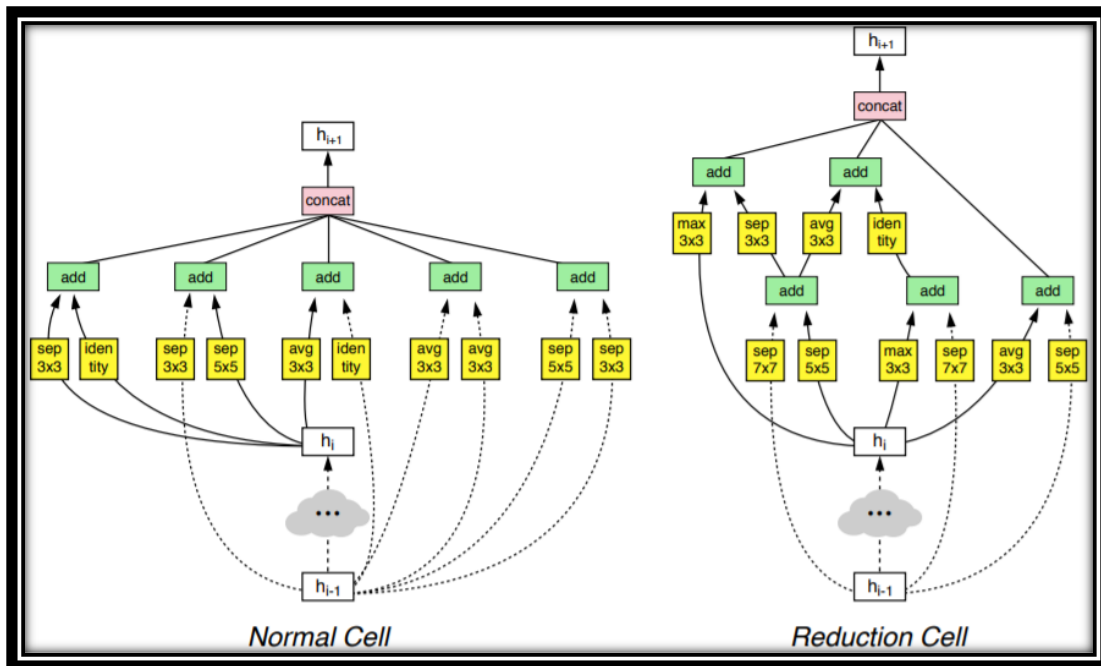 h_{i+1}
concat
add
add
add
add
add
sep
3x3
iden
tity
sep
3x3
sep
5x5
avg
3x3
iden
tity
avg
3x3
avg
3x3
sep
5x5
sep
3x3
h_i
...
h_{i-1}
Normal Cell
h_{i+1}
concat
add
add
max
3x3
sep
3x3
avg
3x3
iden
tity
add
add
add
sep
7x7
sep
5x5
max
3x3
sep
7x7
avg
3x3
sep
5x5
h_i
...
h_{i-1}
Reduction Cell